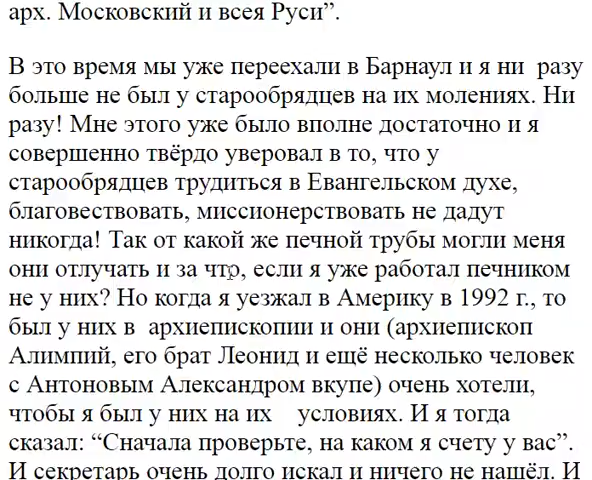 арх. Московский и всея Руси”.
В это время мы уже переехали в Барнаул и я ни разу
больше не был у старообрядцев на их молениях. Ни
разу! Мне этого уже было вполне достаточно и я
совершенно твёрдо уверовал в то, что у
старообрядцев трудиться в Евангельском духе,
благовествовать, миссионерствовать не дадут
никогда! Так от какой же печной трубы могли меня
они отлучать и за что, если я уже работал печником
не у них? Но когда я уезжал в Америку в 1992 г., то
был у них в архиепископии и они (архиепископ
Алимпий, его брат Леонид и ещё несколько человек
с Антоновым Александром вкупе) очень хотели,
чтобы я был у них на их условиях. И я тогда
сказал: “Сначала проверьте, на каком я счету у вас”.
И секретарь очень долго искал и ничего не нашёл. И